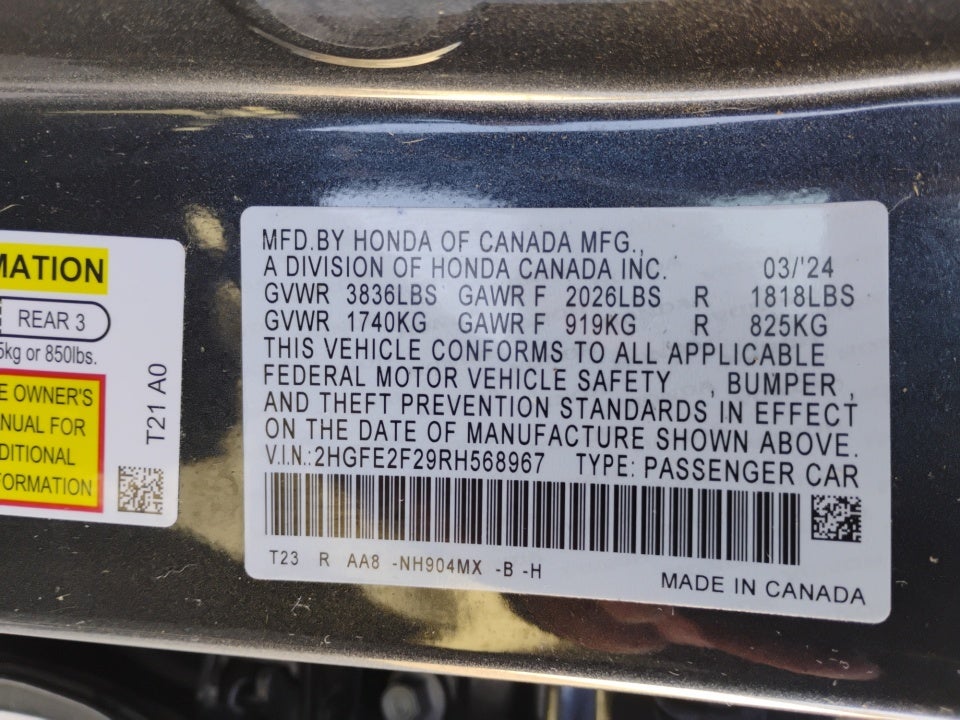 MATION
REAR 3
5kg or 850lbs.
E OWNER'S
NUAL FOR
DITIONAL
FORMATION
T21 A0
MFD.BY HONDA OF CANADA MFG.,
A DIVISION OF HONDA CANADA INC. 03/'24
GVWR 3836LBS GAWR F 2026LBS R 1818LBS
GVWR 1740KG GAWR F 919KG R 825KG
THIS VEHICLE CONFORMS TO ALL APPLICABLE
FEDERAL MOTOR VEHICLE SAFETY , BUMPER ,
AND THEFT PREVENTION STANDARDS IN EFFECT
ON THE DATE OF MANUFACTURE SHOWN ABOVE.
V.I.N.:2HGFE2F29RH568967 TYPE: PASSENGER CAR
T23 R AA8 -NH904MX -B -H
MADE IN CANADA